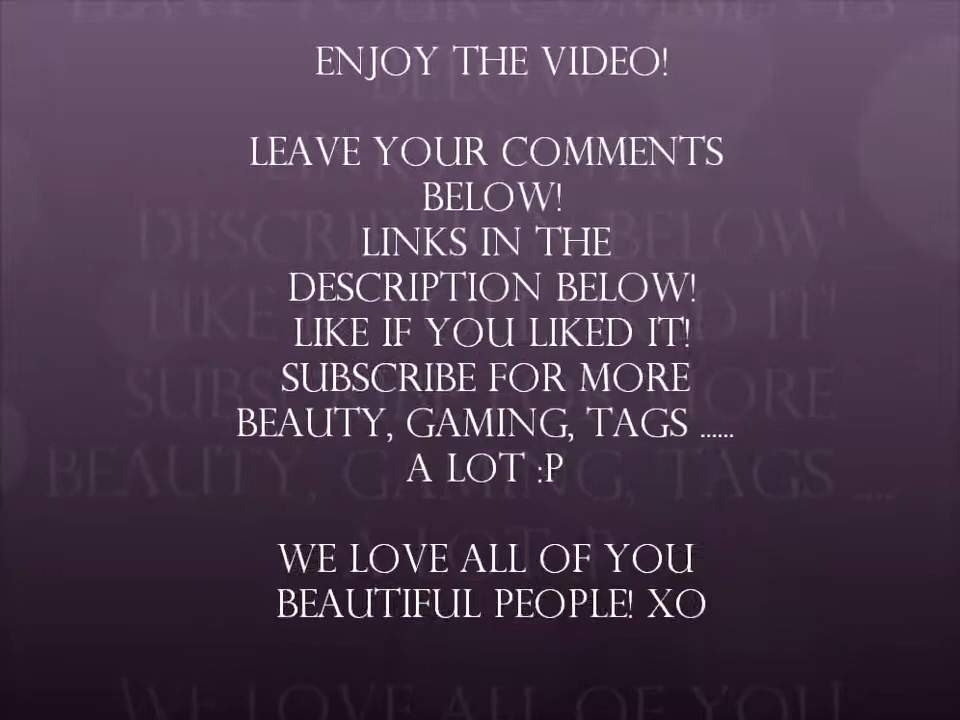 ENJOY THE VIDEO!
LEAVE YOUR COMMENTS
BELOW!
LINKS IN THE
DESCRIPTION BELOW!
LIKE IF YOU LIKED IT!
SUBSCRIBE FOR MORE
BEAUTY, GAMING, TAGS ......
A LOT :P
WE LOVE ALL OF YOU
BEAUTIFUL PEOPLE! XO